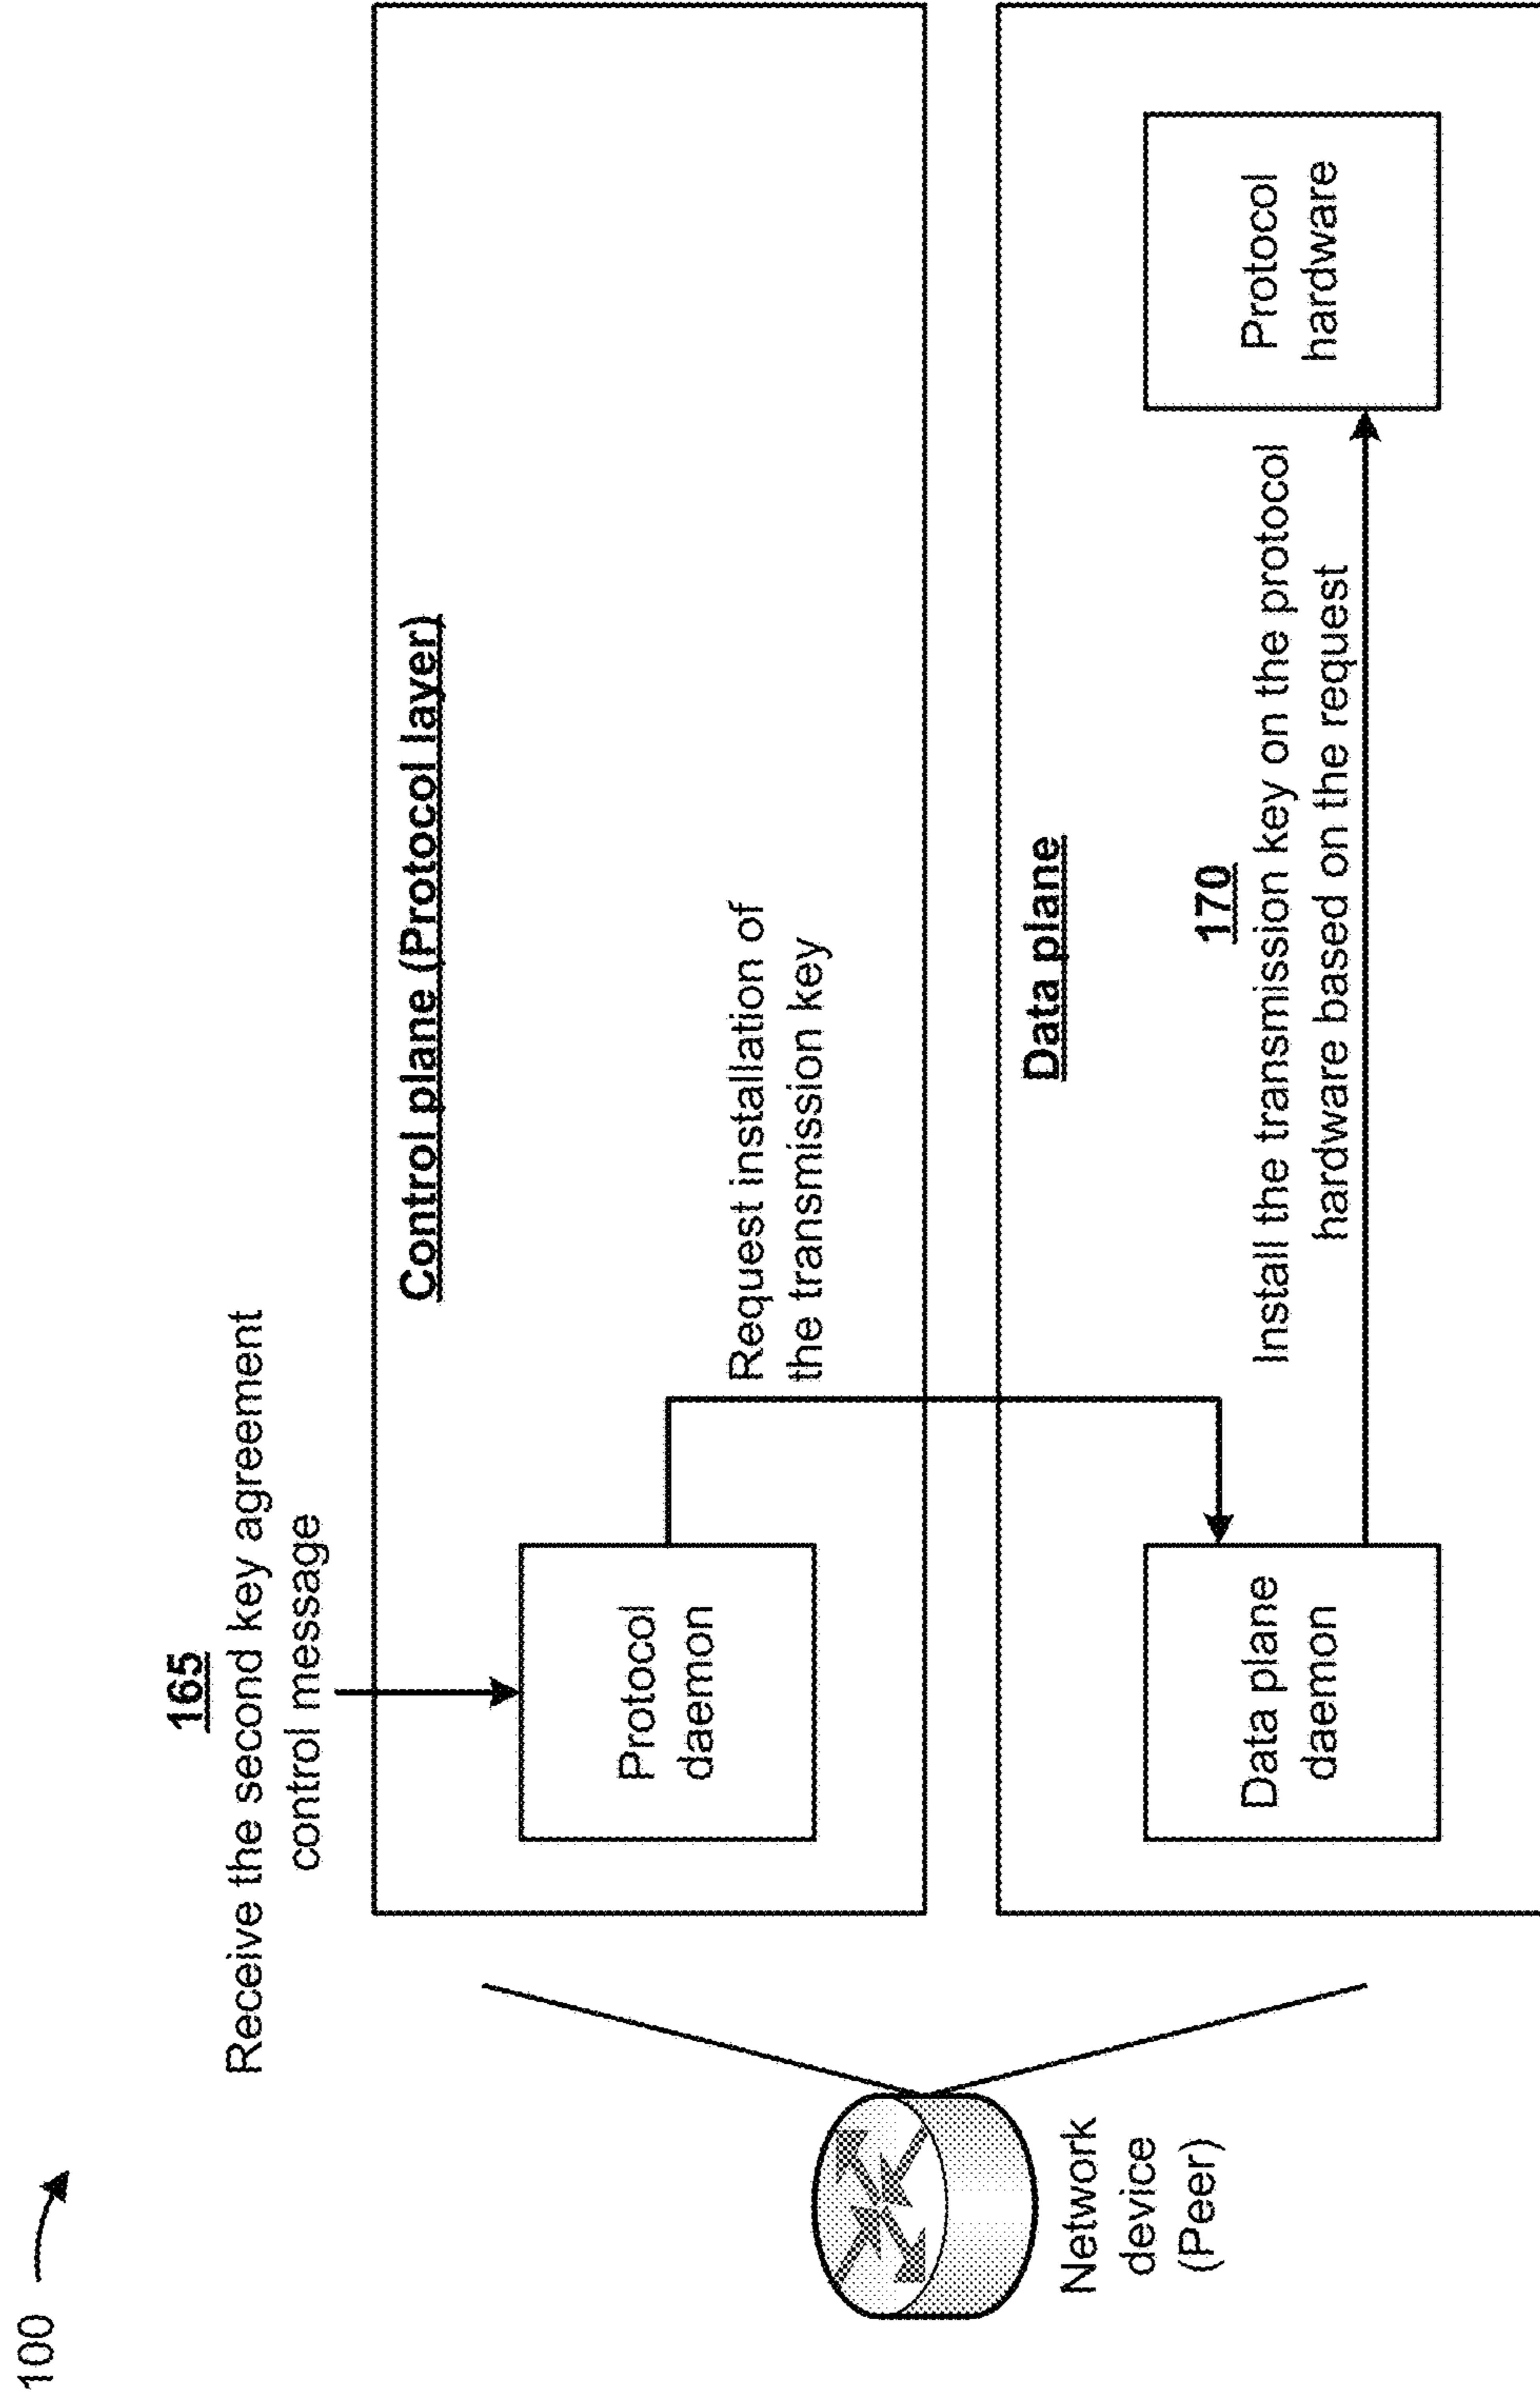 100
165
Receive the second key agreement
control message
Control plane (Protocol layer)
Protocol
daemon
Request installation of
the transmission key
Network
device
(Peer)
Data plane
170
Install the transmission key on the protocol
hardware based on the request
Data plane
daemon
Protocol
hardware